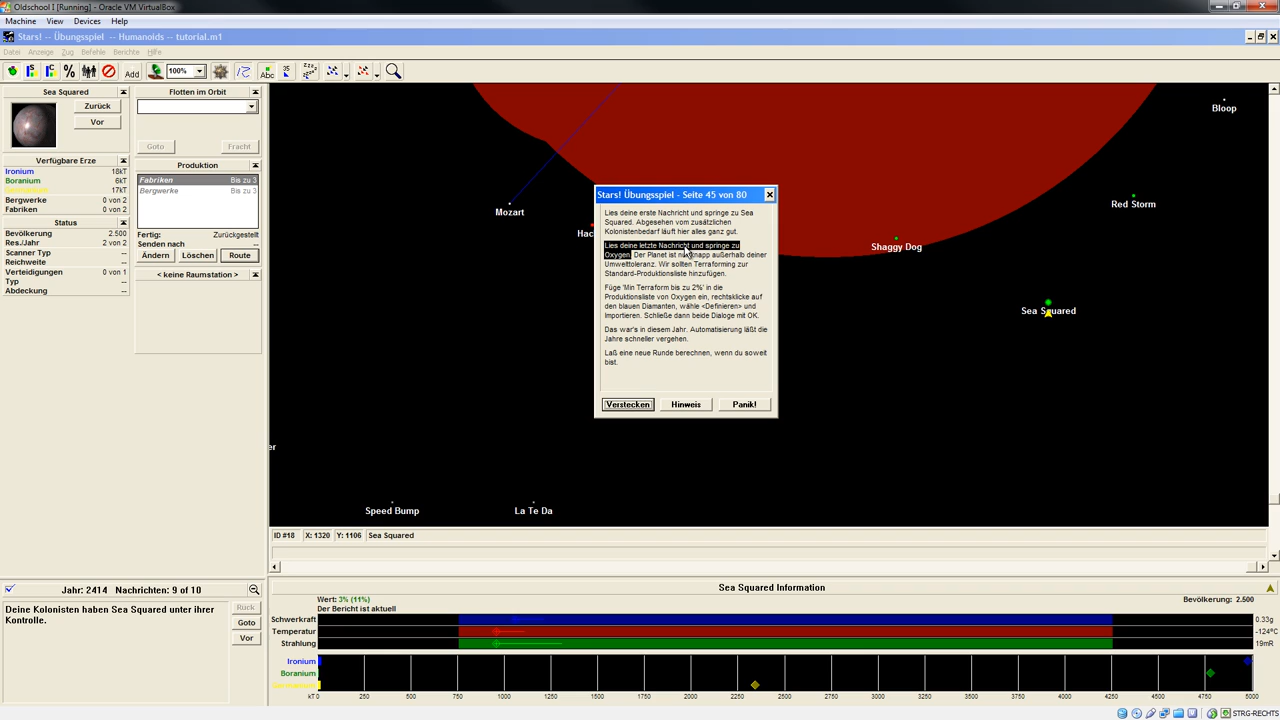 Oldschool I [Running] - Oracle VM VirtualBox
Machine View Devices Help
Stars! -- Übungsspiel -- Humanoids -- tutorial.m1
Datei Anzeige Zug Befehle Berichte Hilfe
Add 100% Abc 35 ZZZ
Sea Squared
Zurück
Vor
Verfügbare Erze
Ironium 18kT
Boranium 6kT
17kT
Bergwerke 0 von 2
Fabriken 0 von 2
Status
Bevölkerung 2.500
Res./Jahr 2 von 2
Scanner Typ --
Reichweite --
Verteidigungen 0 von 1
Typ --
Abdeckung --
Flotten im Orbit
Goto Fracht
Produktion
Fabriken Bis zu 3
Bergwerke Bis zu 3
Fertig: Zurückgestellt
Senden nach --
Ändern Löschen Route
< keine Raumstation >
Bloop
Mozart
Red Storm
Hac
Shaggy Dog
Sea Squared
er
Speed Bump
La Te Da
Stars! Übungsspiel - Seite 45 von 80
Lies deine erste Nachricht und springe zu Sea
Squared. Abgesehen vom zusätzlichen
Kolonistenbedarf läuft hier alles ganz gut.
Lies deine letzte Nachricht und springe zu
Oxygen. Der Planet ist knapp außerhalb deiner
Umwelttoleranz. Wir sollten Terraforming zur
Standard-Produktionsliste hinzufügen.
Füge 'Min Terraform bis zu 2%' in die
Produktionsliste von Oxygen ein, rechtsklicke auf
den blauen Diamanten, wähle <Definieren> und
Importieren. Schließe dann beide Dialoge mit OK.
Das war's in diesem Jahr. Automatisierung läßt die
Jahre schneller vergehen.
Laß eine neue Runde berechnen, wenn du soweit
bist.
Verstecken Hinweis Panik!
ID #18 X: 1320 Y: 1106 Sea Squared
Jahr: 2414 Nachrichten: 9 of 10
Deine Kolonisten haben Sea Squared unter ihrer
Kontrolle.
Rück
Goto
Vor
Sea Squared Information
Wert: 3% (11%) Bevölkerung: 2.500
Der Bericht ist aktuell
Schwerkraft 0.33g
Temperatur -124°C
Strahlung 19mR
Ironium
Boranium
kT 0 250 500 750 1000 1250 1500 1750 2000 2250 2500 2750 3000 3250 3500 3750 4000 4250 4500 4750 5000
STRG-RECHTS